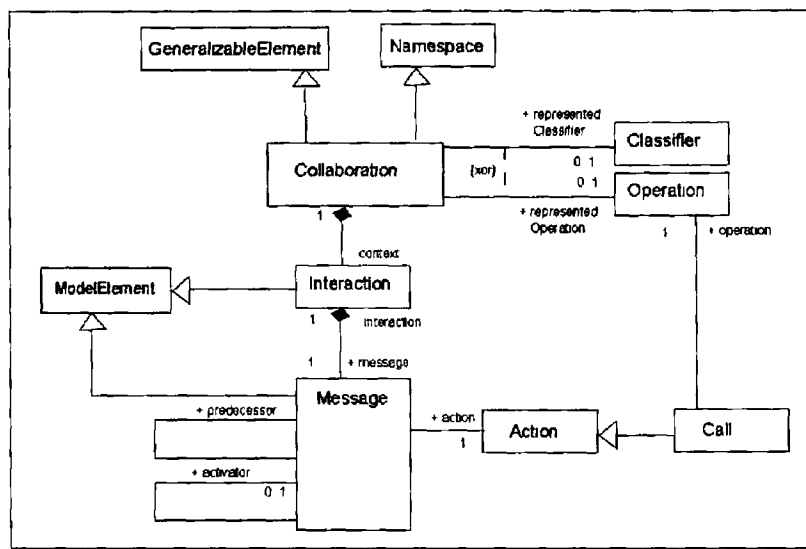 GeneralizableElement
Namespace
+ represented
Classifier
Classifier
Collaboration
{xor}
0 1
0 1
Operation
1
+ represented
Operation
1
+ operation
context
ModelElement
Interaction
1
interaction
1
+ message
Message
+ predecessor
+ action
1
Action
Call
+ activator
0 1